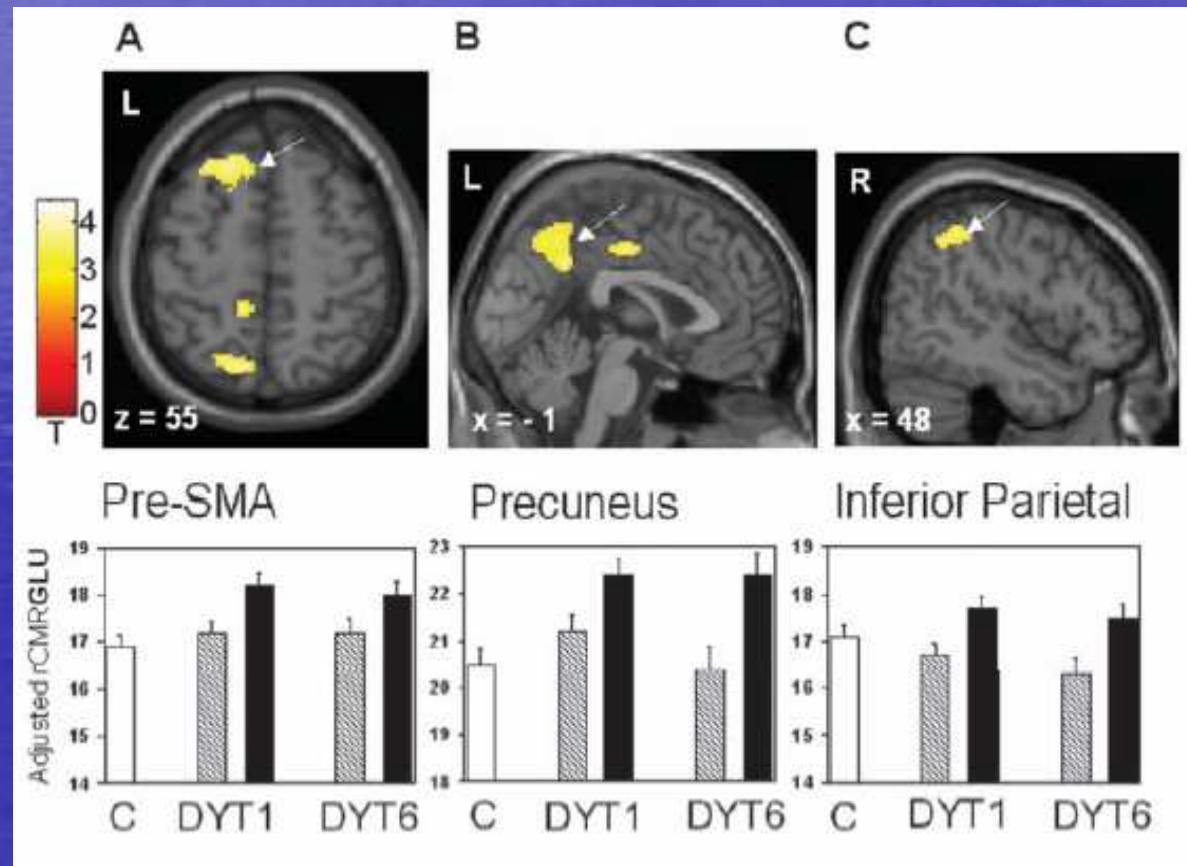 A B C
L
L
R
4
3
2
1
0
T
z = 55
x = - 1
x = 48
Pre-SMA
Precuneus
Inferior Parietal
Adjusted rCMRGLU
19
18
17
16
15
14
C DYT1 DYT6
23
22
21
20
19
18
C DYT1 DYT6
19
18
17
16
15
14
C DYT1 DYT6